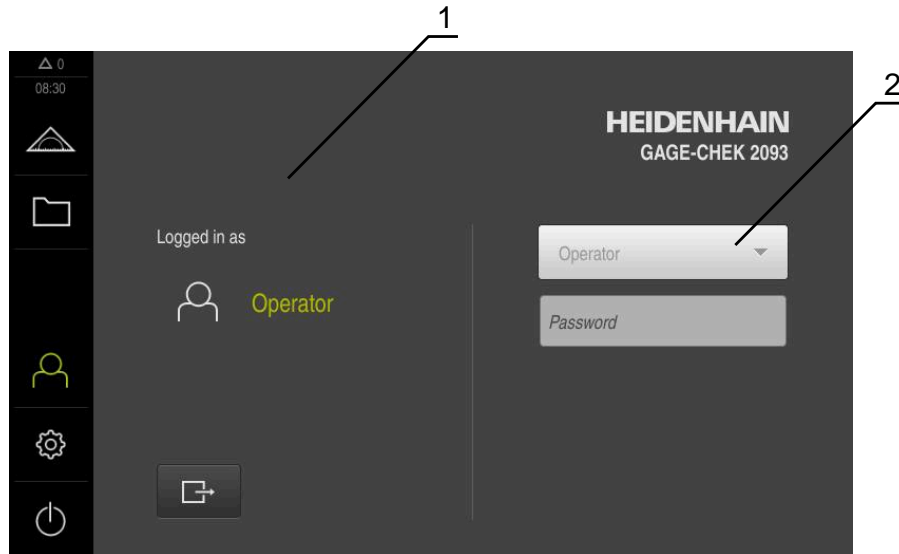 1
2
0
08:30
HEIDENHAIN
GAGE-CHEK 2093
Logged in as
Operator
Operator
Password